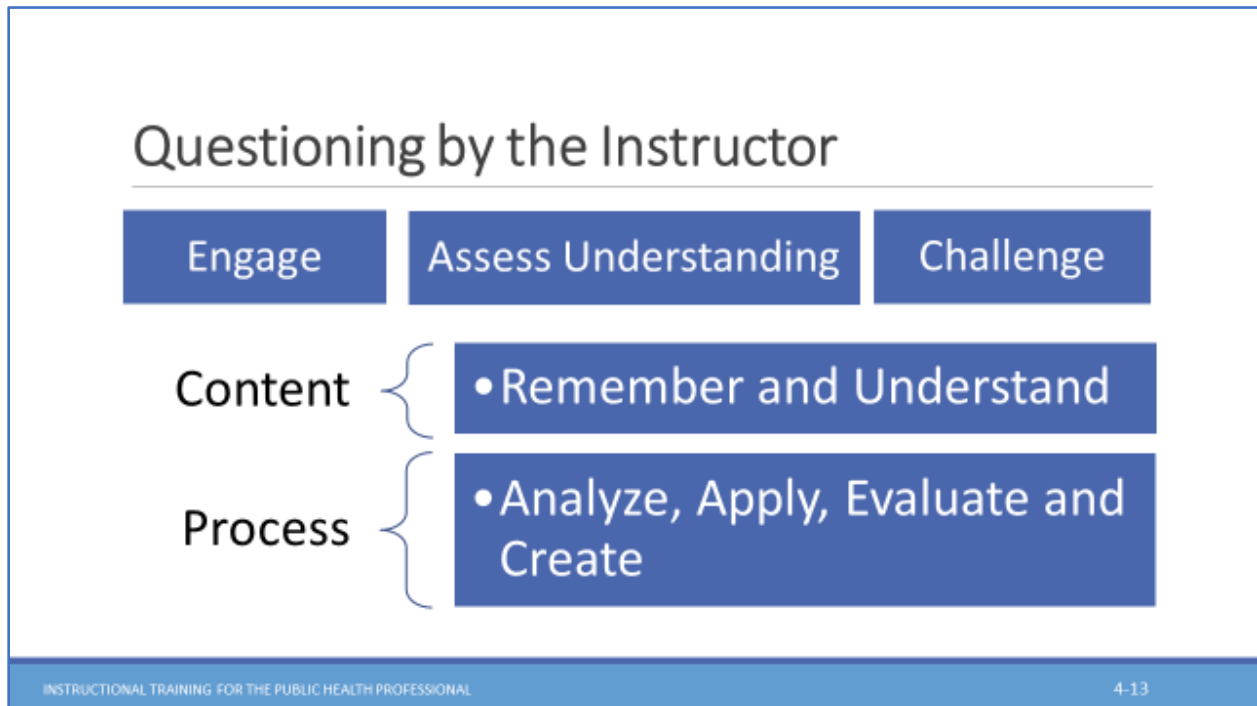 Questioning by the Instructor
Engage
Assess Understanding
Challenge
Content
•Remember and Understand
Process
•Analyze, Apply, Evaluate and
Create
INSTRUCTIONAL TRAINING FOR THE PUBLIC HEALTH PROFESSIONAL
4-13